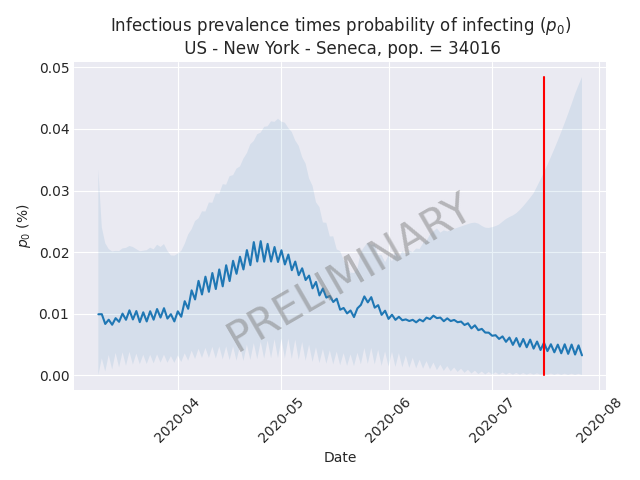 Infectious prevalence times probability of infecting (p₀)
US - New York - Seneca, pop. = 34016
0.05
0.04
0.03
0.02
0.01
0.00
p₀ (%)
PRELIMINARY
2020-04
2020-05
2020-06
2020-07
2020-08
Date